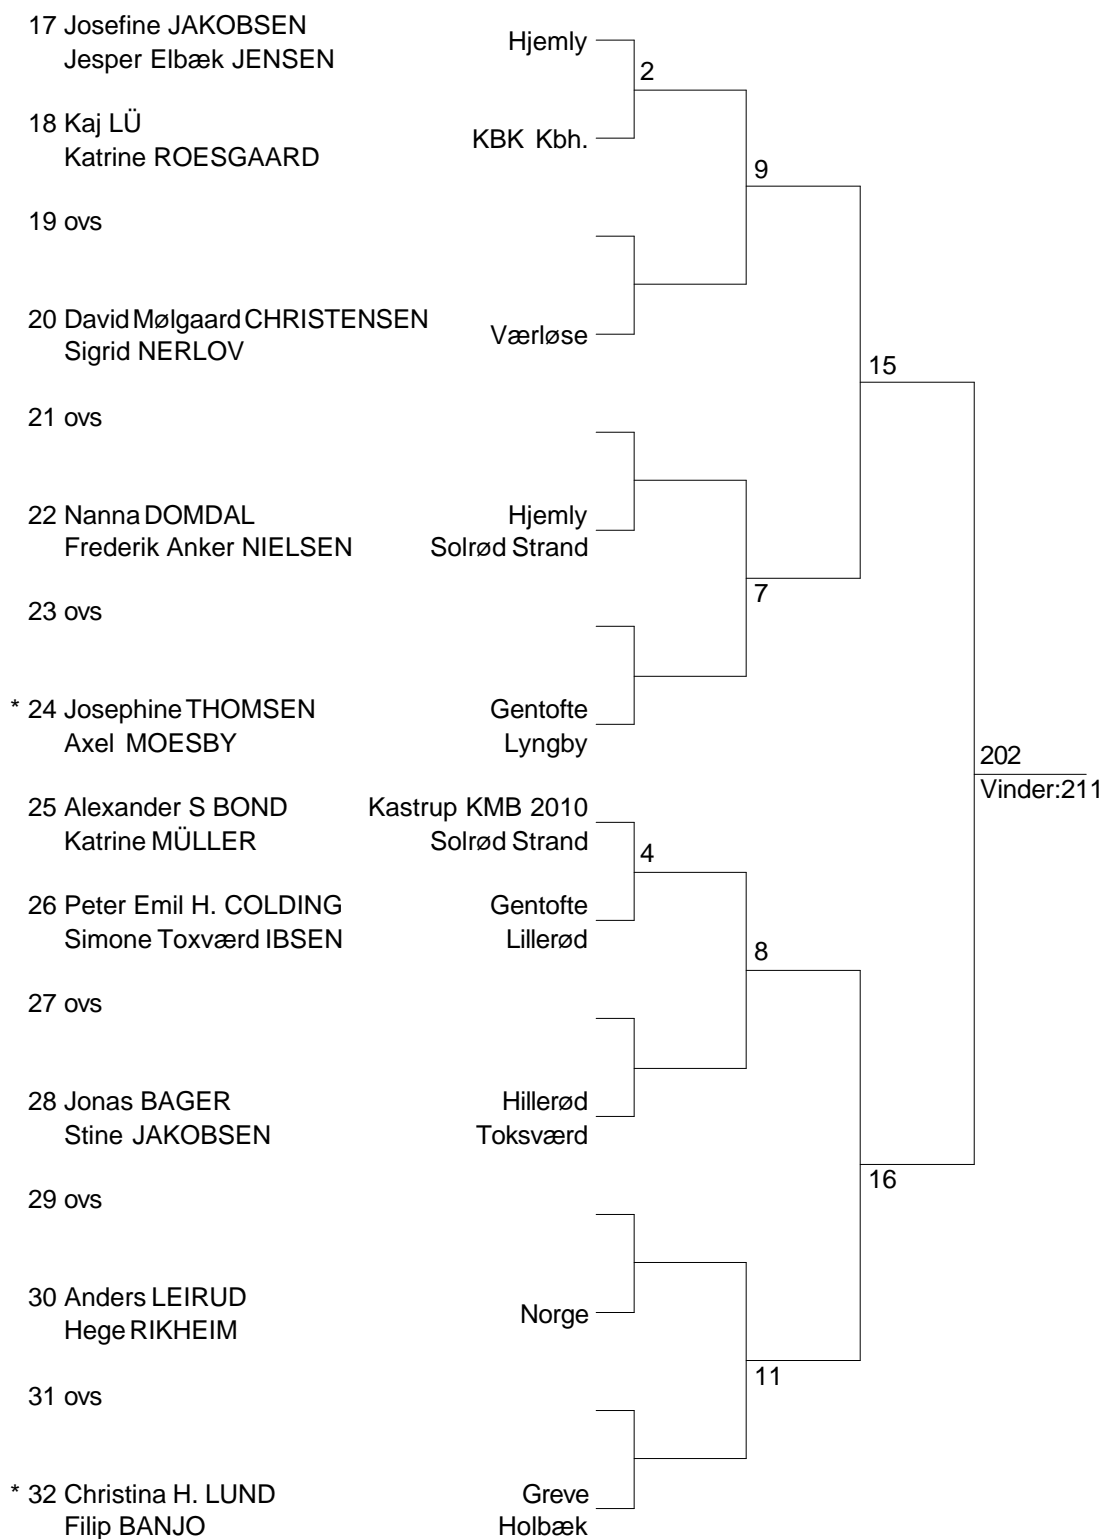 17 Josefine JAKOBSEN Hjemly
Jesper Elbæk JENSEN
2
18 Kaj LÜ KBK Kbh.
Katrine ROESGAARD
9
19 ovs
20 David Mølgaard CHRISTENSEN Værløse
Sigrid NERLOV
15
21 ovs
22 Nanna DOMDAL Hjemly
Frederik Anker NIELSEN Solrød Strand
7
23 ovs
* 24 Josephine THOMSEN Gentofte
Axel MOESBY Lyngby
202
Vinder:211
25 Alexander S BOND Kastrup KMB 2010
Katrine MÜLLER Solrød Strand
4
26 Peter Emil H. COLDING Gentofte
Simone Toxværd IBSEN Lillerød
8
27 ovs
28 Jonas BAGER Hillerød
Stine JAKOBSEN Toksværd
16
29 ovs
30 Anders LEIRUD Norge
Hege RIKHEIM
11
31 ovs
* 32 Christina H. LUND Greve
Filip BANJO Holbæk